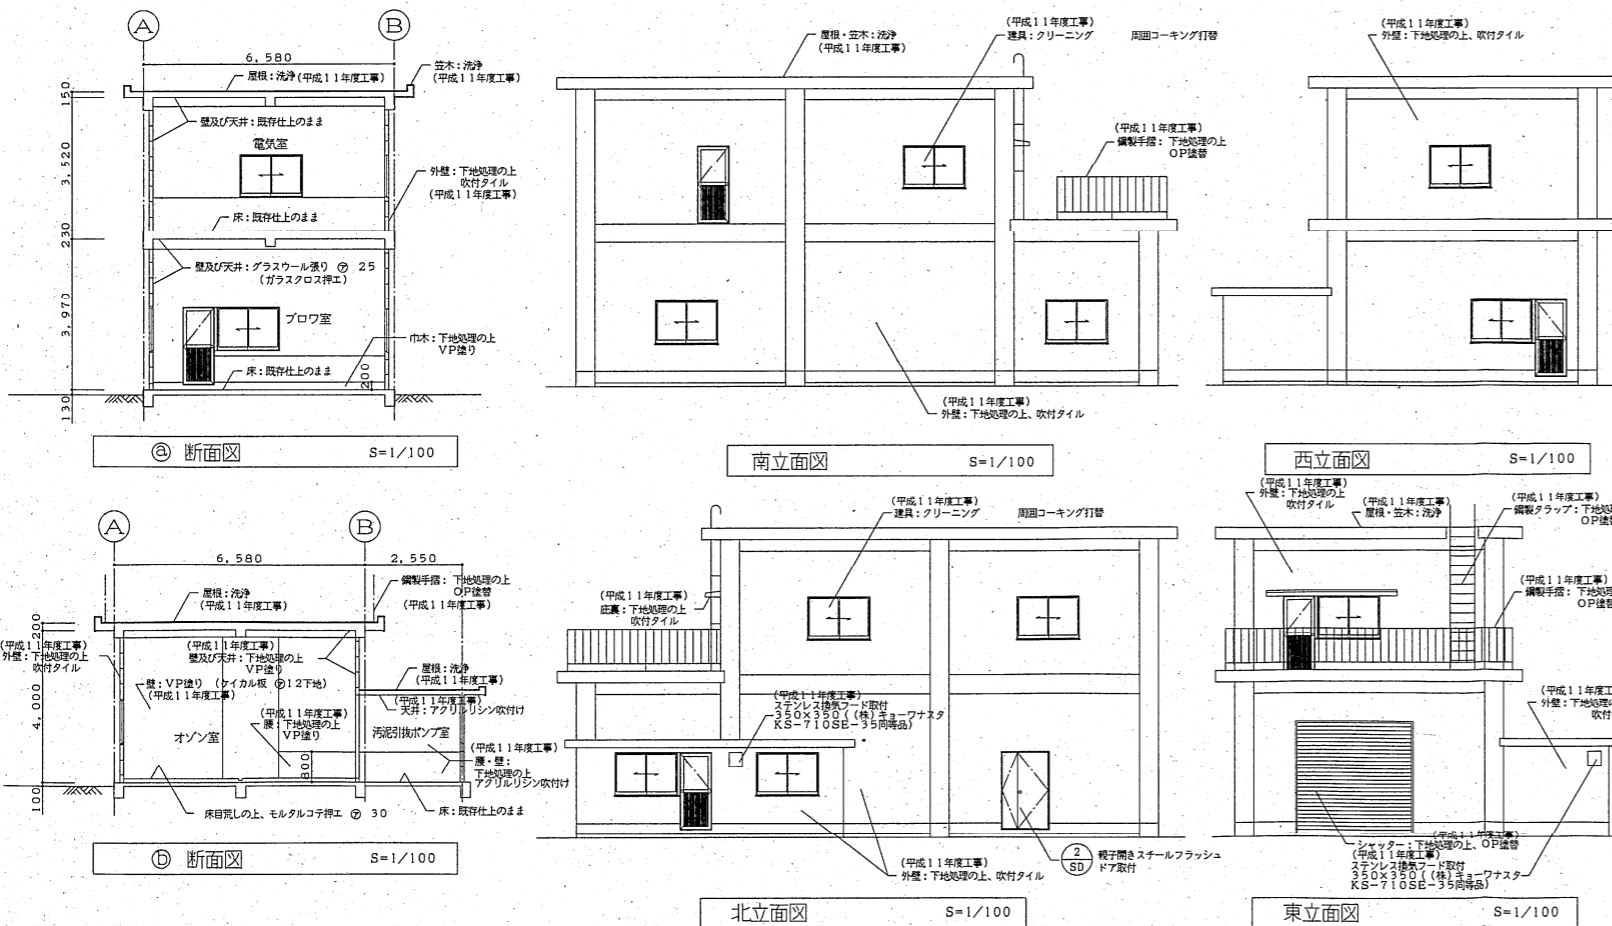 A
B
6,580
屋根：洗浄(平成11年度工事)
笠木：洗浄
(平成11年度工事)
150
壁及び天井：既存仕上のまま
電気室
3,520
外壁：下地処理の上
吹付タイル
(平成11年度工事)
床：既存仕上のまま
230
壁及び天井：グラスウール張り ㋐ 25
(ガラスクロス押エ)
3,970
ブロワ室
巾木：下地処理の上
VP塗り
床：既存仕上のまま
200
130
ⓐ 断面図 S=1/100
屋根・笠木：洗浄
(平成11年度工事)
(平成11年度工事)
建具：クリーニング 周囲コーキング打替
(平成11年度工事)
鋼製手摺：下地処理の上
OP塗替
(平成11年度工事)
外壁：下地処理の上、吹付タイル
南立面図 S=1/100
(平成11年度工事)
外壁：下地処理の上、吹付タイル
西立面図 S=1/100
A
B
6,580
2,550
屋根：洗浄
(平成11年度工事)
鋼製手摺：下地処理の上
OP塗替
(平成11年度工事)
200
(平成11年度工事)
外壁：下地処理の上
吹付タイル
(平成11年度工事)
壁及び天井：下地処理の上
VP塗り
屋根：洗浄
(平成11年度工事)
壁：VP塗り (ケイカル板 ㋐12下地)
(平成11年度工事)
(平成11年度工事)
天井：アクリルリシン吹付け
4,000
オゾン室
(平成11年度工事)
腰：下地処理の上
VP塗り
汚泥引抜ポンプ室
(平成11年度工事)
腰・壁：
下地処理の上
アクリルリシン吹付け
800
100
床目荒しの上、モルタルコテ押エ ㋐ 30
床：既存仕上のまま
ⓑ 断面図 S=1/100
(平成11年度工事)
建具：クリーニング 周囲コーキング打替
(平成11年度工事)
庇裏：下地処理の上
吹付タイル
(平成11年度工事)
ステンレス換気フード取付
350×350((株)キョーワナスタ
KS-710SE-35同等品)
(平成11年度工事)
外壁：下地処理の上、吹付タイル
2
SD
親子開きスチールフラッシュ
ドア取付
北立面図 S=1/100
(平成11年度工事)
外壁：下地処理の上
吹付タイル
(平成11年度工事)
屋根・笠木：洗浄
(平成11年度工事)
鋼製タラップ：下地処
OP塗替
(平成11年度工事)
鋼製手摺：下地処理
OP塗替
(平成11年度工
外壁：下地処理の
吹付
(平成11年度工事)
シャッター：下地処理の上、OP塗替
(平成11年度工事)
ステンレス換気フード取付
350×350((株)キョーワナスタ
KS-710SE-35同等品)
東立面図 S=1/100